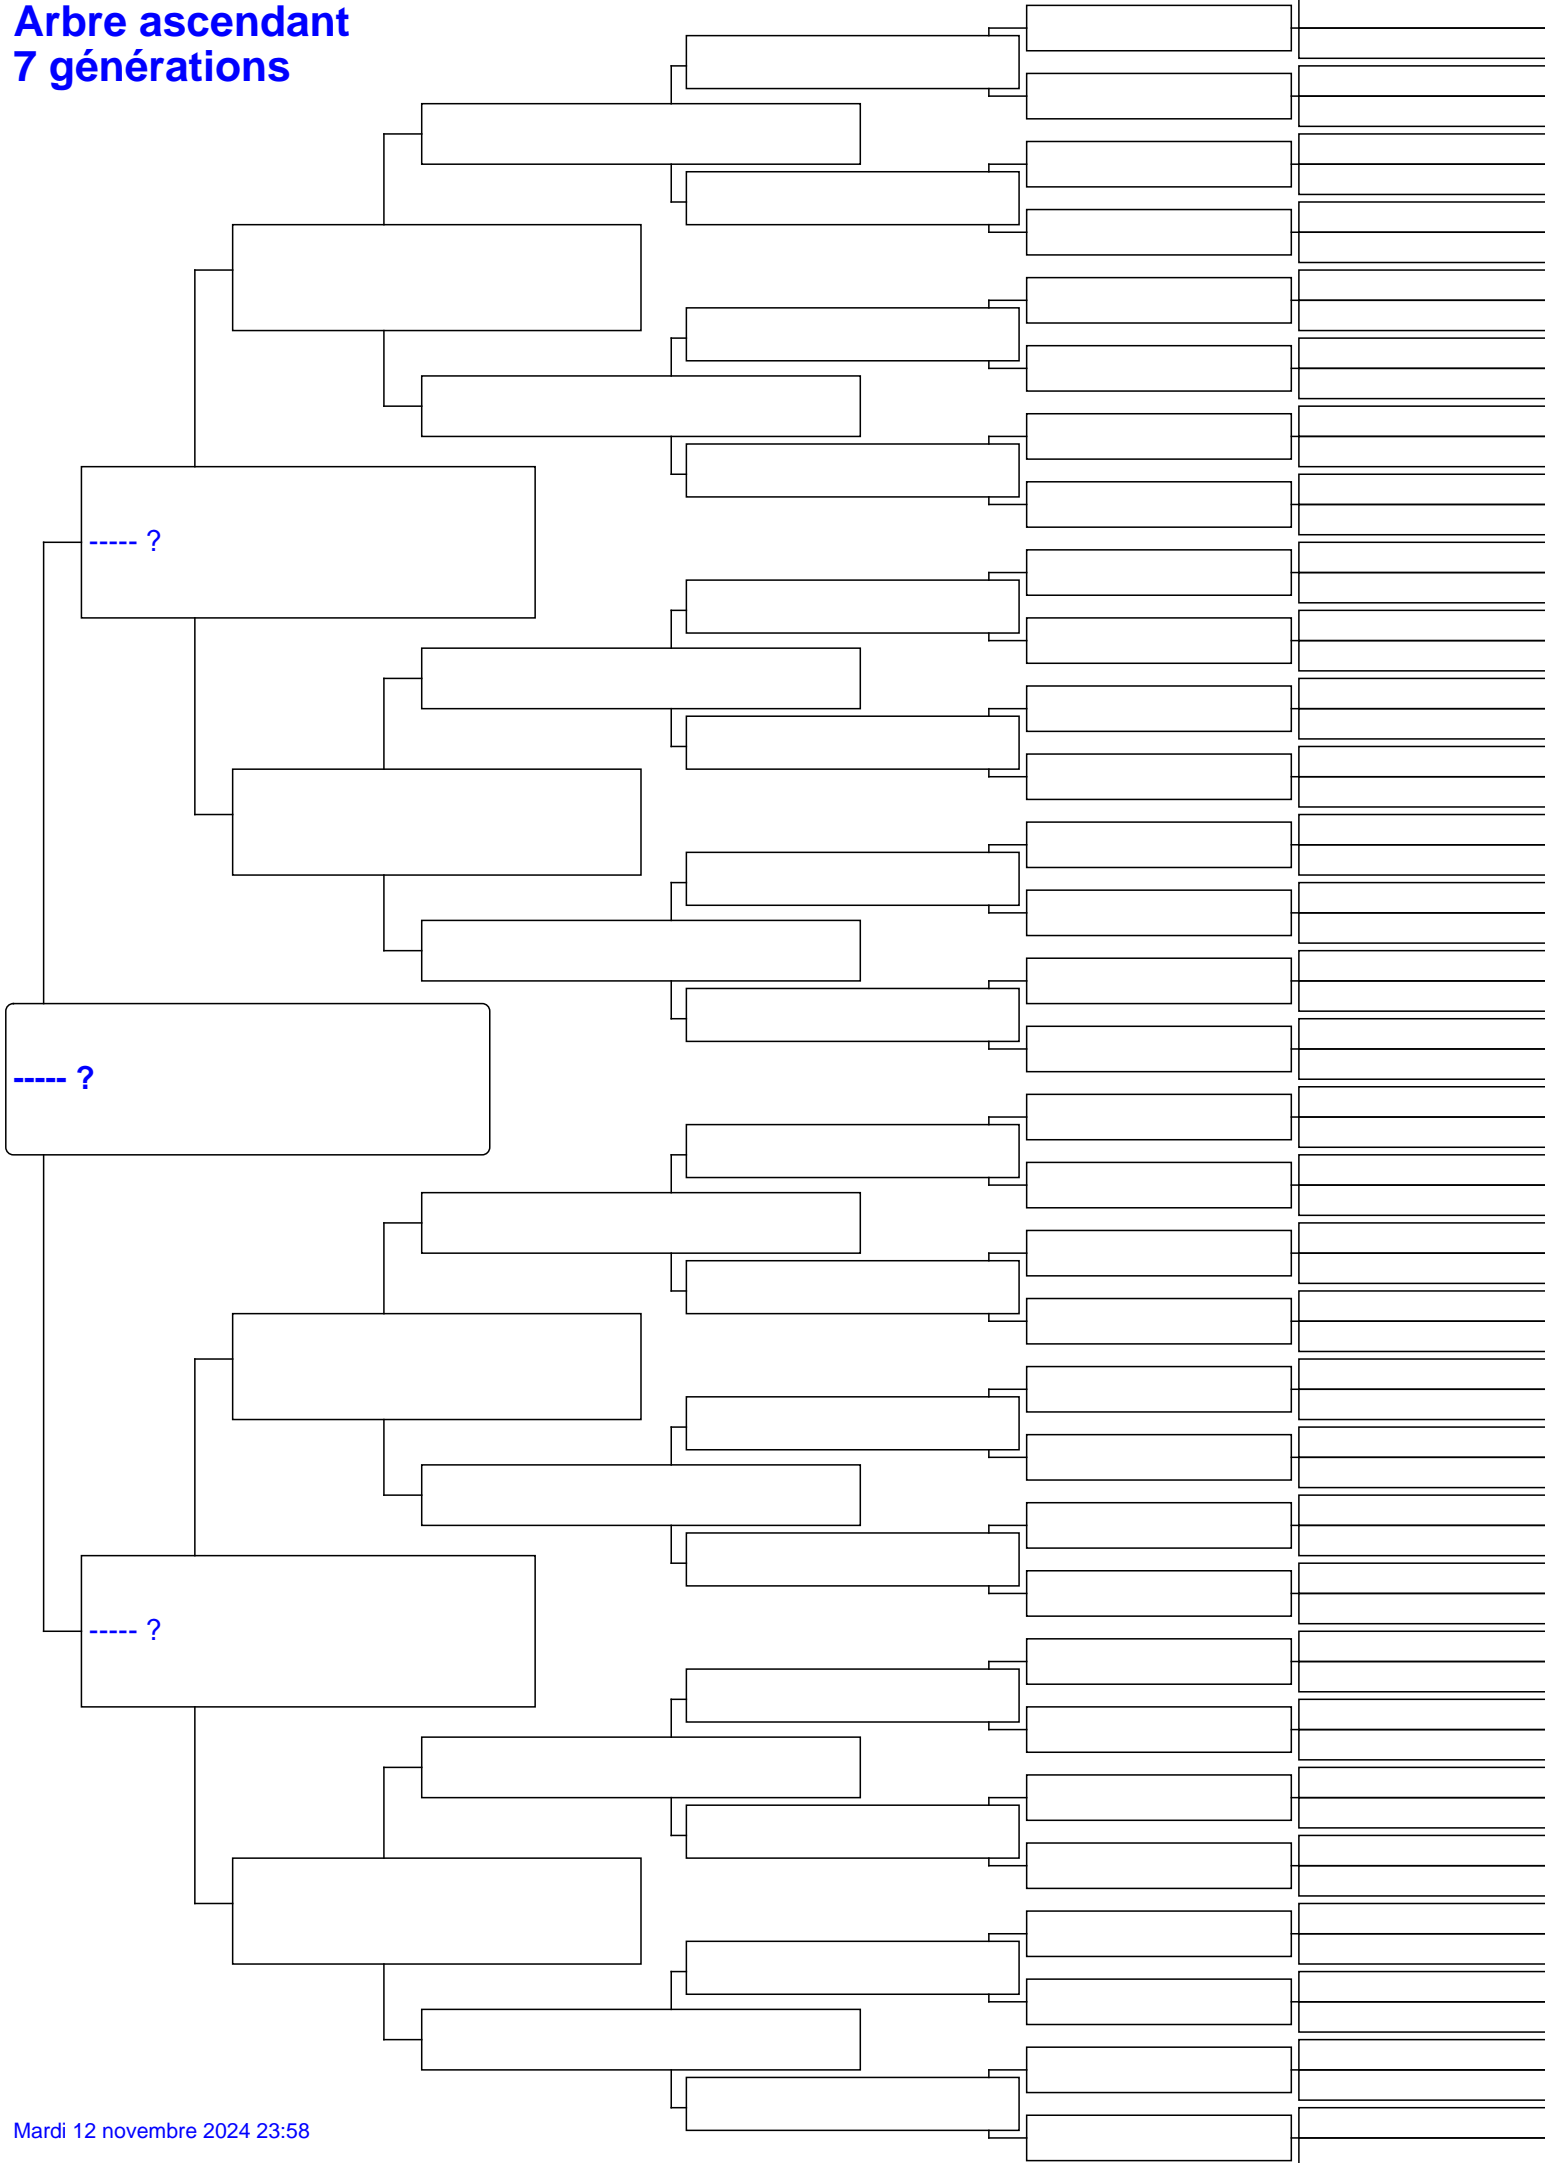 Arbre ascendant
7 générations
----- ?
----- ?
----- ?
Mardi 12 novembre 2024 23:58